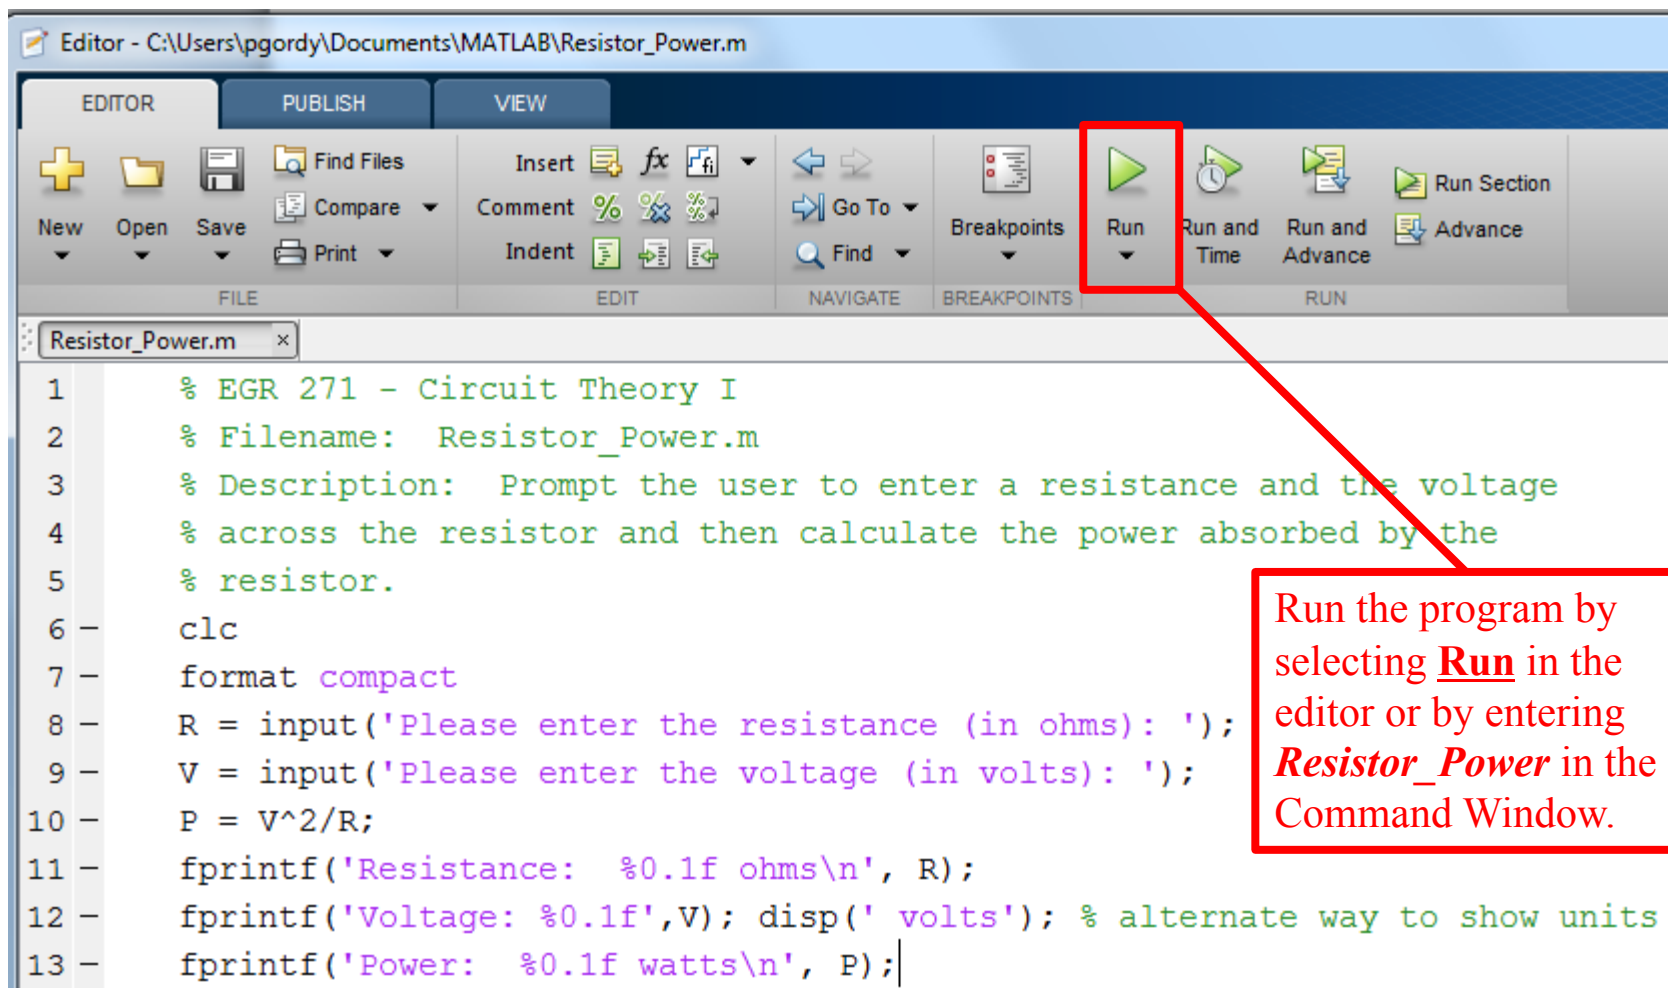 Editor - C:\Users\pgordy\Documents\MATLAB\Resistor_Power.m
EDITOR PUBLISH VIEW
New Open Save Find Files Compare Print
Insert fx fi
Comment % %
Indent
Go To Find
Breakpoints
Run
Run and Time
Run and Advance
Run Section
Advance
FILE EDIT NAVIGATE BREAKPOINTS RUN
Resistor_Power.m ×
1 % EGR 271 - Circuit Theory I
2 % Filename:  Resistor_Power.m
3 % Description:  Prompt the user to enter a resistance and the voltage
4 % across the resistor and then calculate the power absorbed by the
5 % resistor.
6 - clc
7 - format compact
8 - R = input('Please enter the resistance (in ohms): ');
9 - V = input('Please enter the voltage (in volts): ');
10 - P = V^2/R;
11 - fprintf('Resistance:  %0.1f ohms\n', R);
12 - fprintf('Voltage: %0.1f',V); disp(' volts'); % alternate way to show units
13 - fprintf('Power:  %0.1f watts\n', P);
Run the program by
selecting Run in the
editor or by entering
Resistor_Power in the
Command Window.